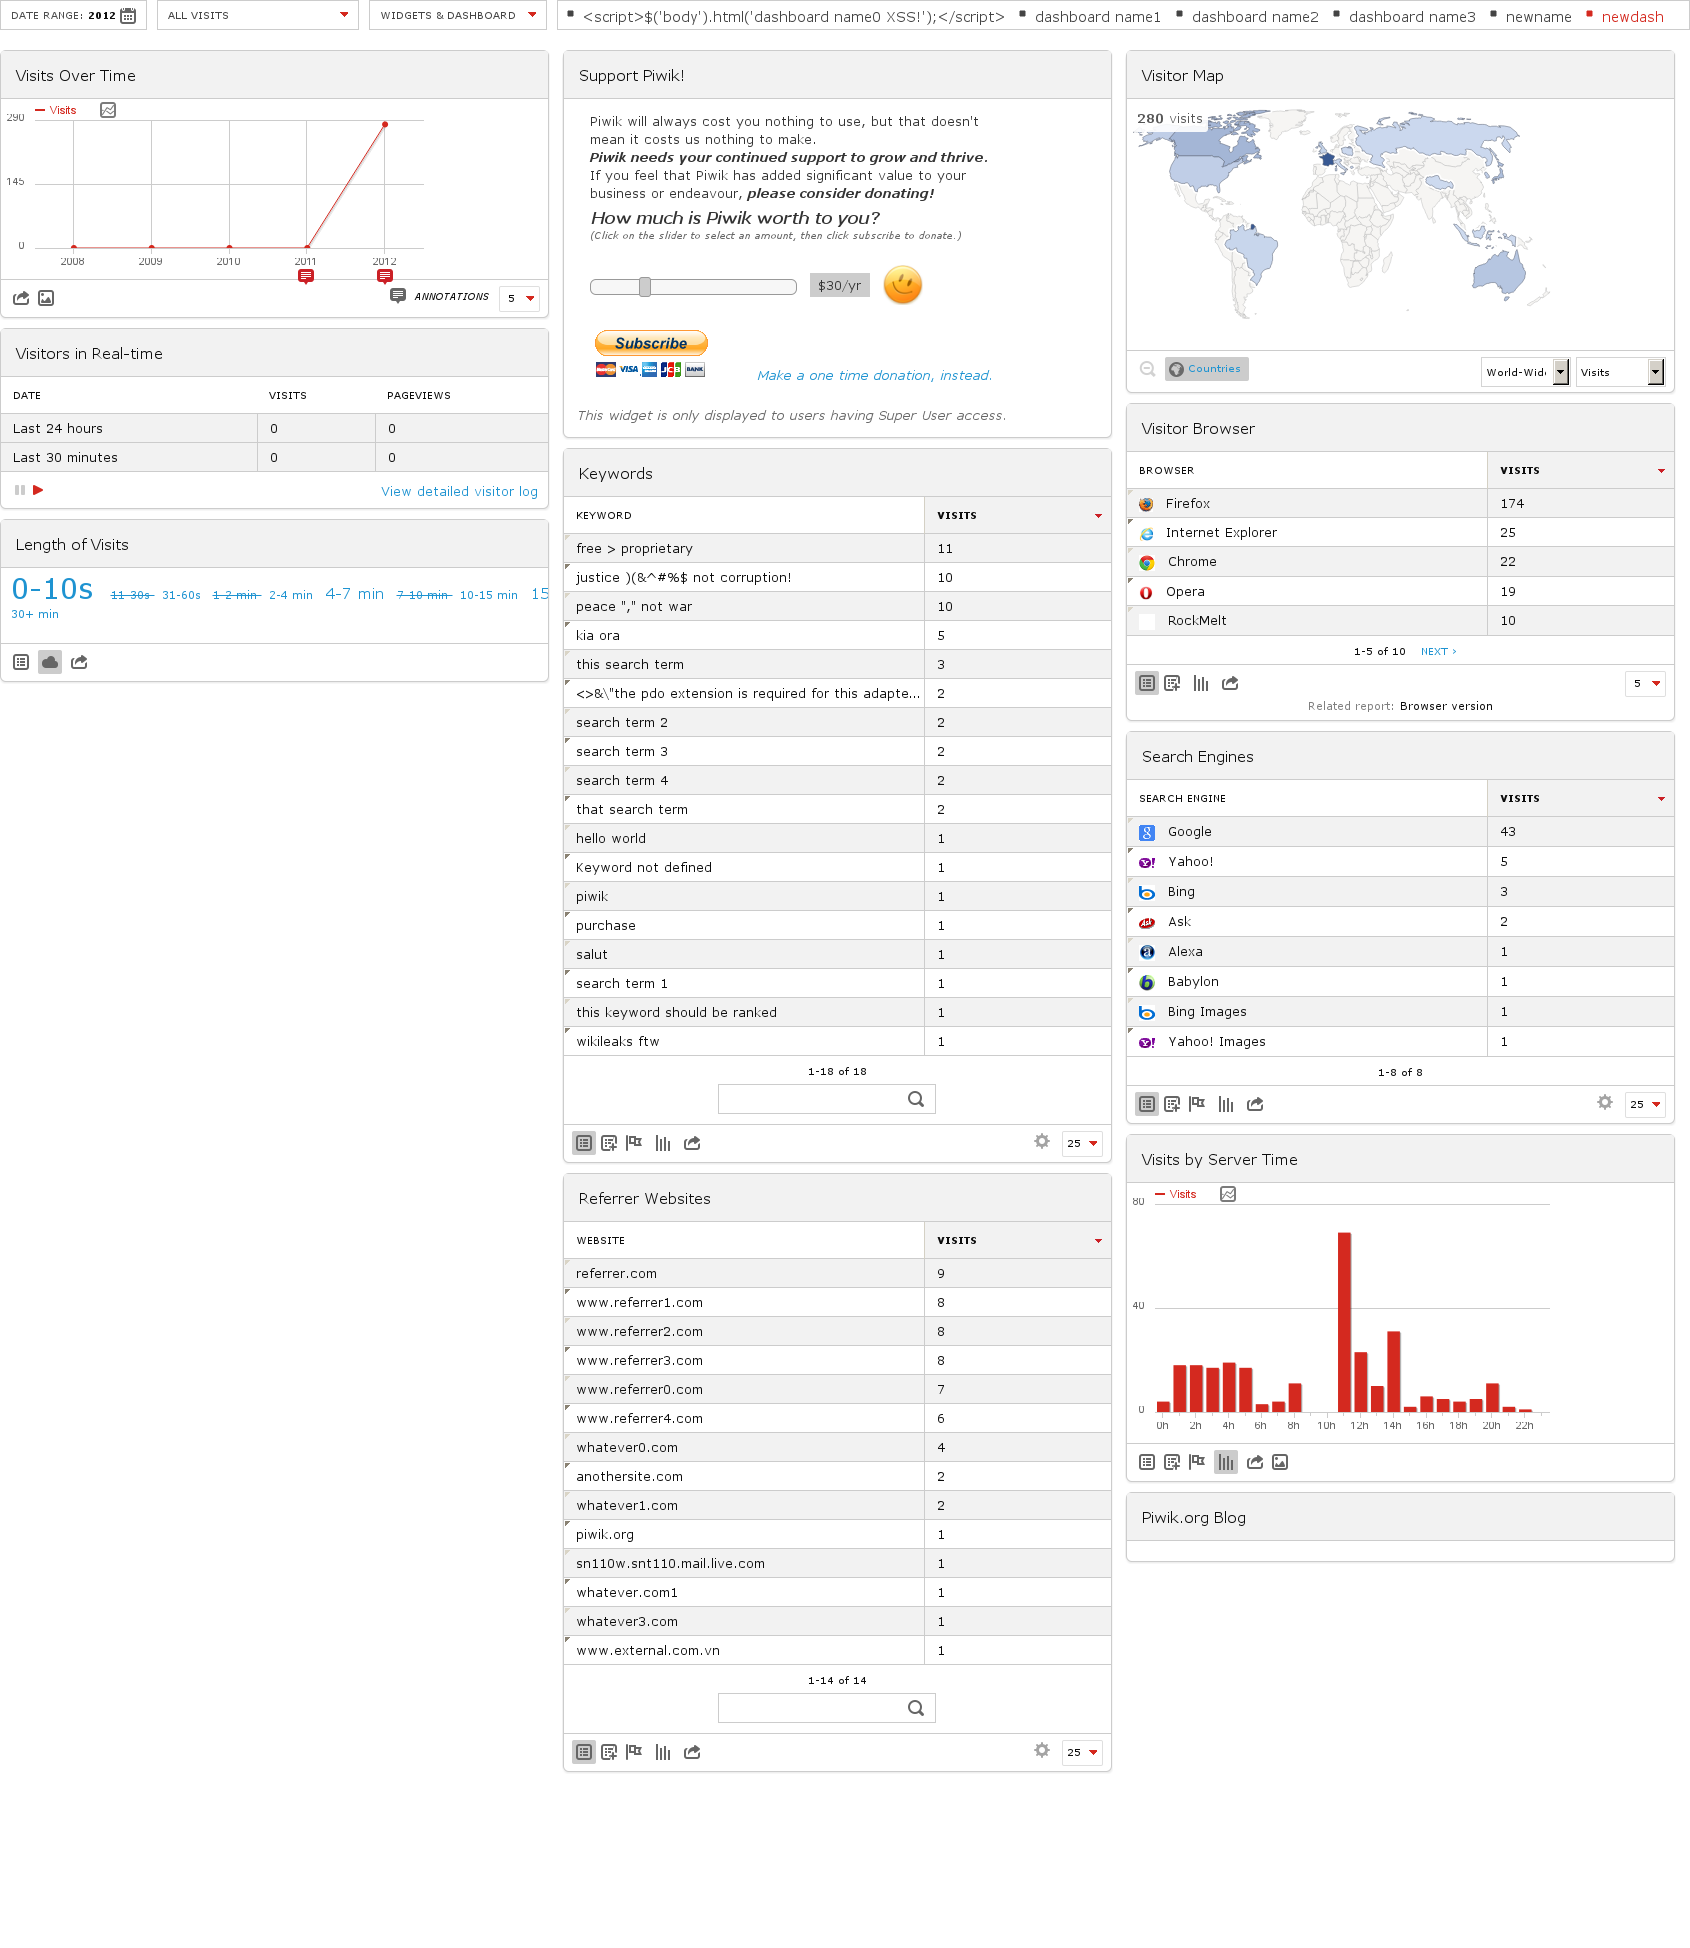 DATE RANGE: 2012
ALL VISITS
WIDGETS & DASHBOARD
<script>$('body').html('dashboard name0 XSS!');</script>
dashboard name1
dashboard name2
dashboard name3
newname
newdash
Visits Over Time
Visits
290
145
0
2008 2009 2010 2011 2012
ANNOTATIONS
5
Visitors in Real-time
DATE VISITS PAGEVIEWS
Last 24 hours 0 0
Last 30 minutes 0 0
View detailed visitor log
Length of Visits
0-10s 11-30s 31-60s 1-2 min 2-4 min 4-7 min 7-10 min 10-15 min 15
30+ min
Support Piwik!
Piwik will always cost you nothing to use, but that doesn't
mean it costs us nothing to make.
Piwik needs your continued support to grow and thrive.
If you feel that Piwik has added significant value to your
business or endeavour, please consider donating!
How much is Piwik worth to you?
(Click on the slider to select an amount, then click subscribe to donate.)
$30/yr
Subscribe
MasterCard VISA JCB BANK
Make a one time donation, instead.
This widget is only displayed to users having Super User access.
Keywords
KEYWORD VISITS
free > proprietary 11
justice )(&^#%$ not corruption! 10
peace "," not war 10
kia ora 5
this search term 3
<>&\"the pdo extension is required for this adapte... 2
search term 2 2
search term 3 2
search term 4 2
that search term 2
hello world 1
Keyword not defined 1
piwik 1
purchase 1
salut 1
search term 1 1
this keyword should be ranked 1
wikileaks ftw 1
1-18 of 18
25
Referrer Websites
WEBSITE VISITS
referrer.com 9
www.referrer1.com 8
www.referrer2.com 8
www.referrer3.com 8
www.referrer0.com 7
www.referrer4.com 6
whatever0.com 4
anothersite.com 2
whatever1.com 2
piwik.org 1
sn110w.snt110.mail.live.com 1
whatever.com1 1
whatever3.com 1
www.external.com.vn 1
1-14 of 14
25
Visitor Map
280 visits
Countries
World-Wide
Visits
Visitor Browser
BROWSER VISITS
Firefox 174
Internet Explorer 25
Chrome 22
Opera 19
RockMelt 10
1-5 of 10 NEXT ›
5
Related report: Browser version
Search Engines
SEARCH ENGINE VISITS
Google 43
Yahoo! 5
Bing 3
Ask 2
Alexa 1
Babylon 1
Bing Images 1
Yahoo! Images 1
1-8 of 8
25
Visits by Server Time
Visits
80
40
0
0h 2h 4h 6h 8h 10h 12h 14h 16h 18h 20h 22h
Piwik.org Blog